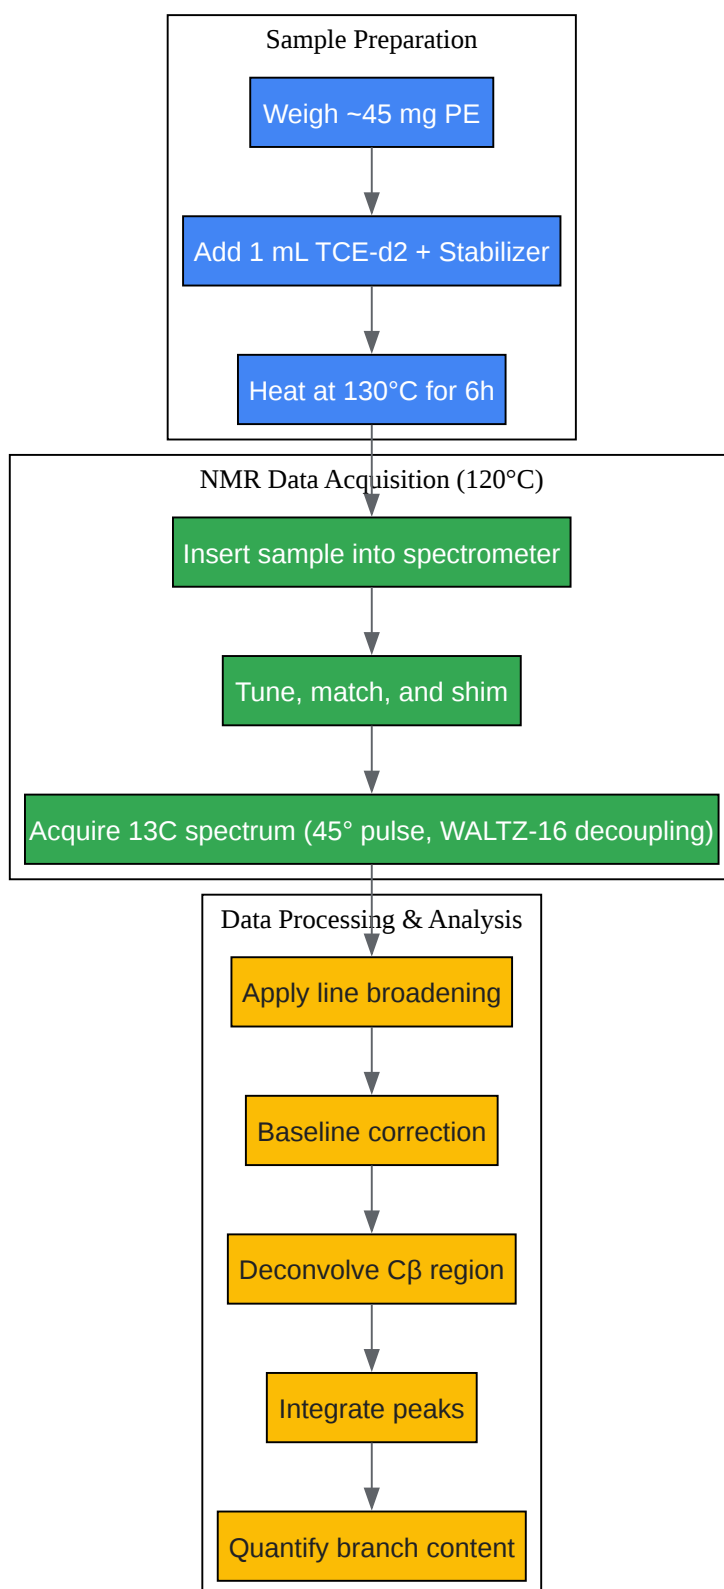 Sample Preparation
Weigh ~45 mg PE
Add 1 mL TCE-d2 + Stabilizer
Heat at 130°C for 6h
NMR Data Acquisition (120°C)
Insert sample into spectrometer
Tune, match, and shim
Acquire 13C spectrum (45° pulse, WALTZ-16 decoupling)
Data Processing & Analysis
Apply line broadening
Baseline correction
Deconvolve Cβ region
Integrate peaks
Quantify branch content